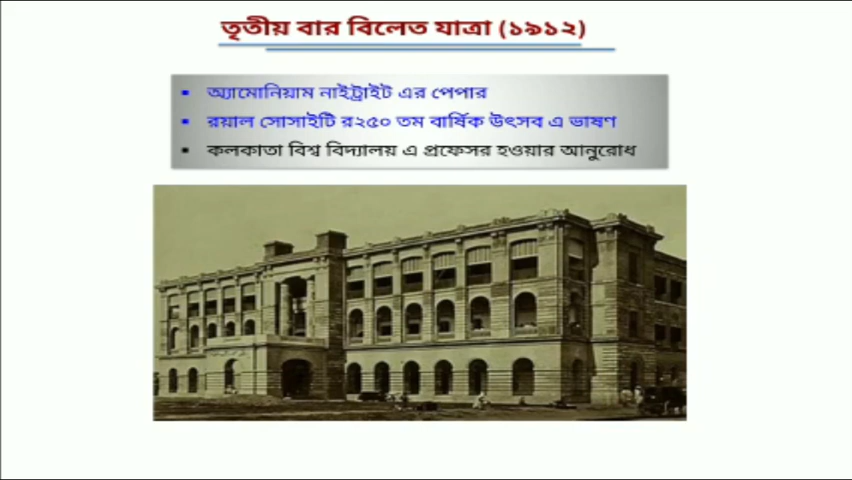 তৃতীয় বার বিলেত যাত্রা (১৯১২)
অ্যামোনিয়াম নাইট্রাইট এর পেপার
রয়াল সোসাইটি র২৫০ তম বার্ষিক উৎসব এ ভাষণ
কলকাতা বিশ্ব বিদ্যালয় এ প্রফেসর হওয়ার আনুরোধ